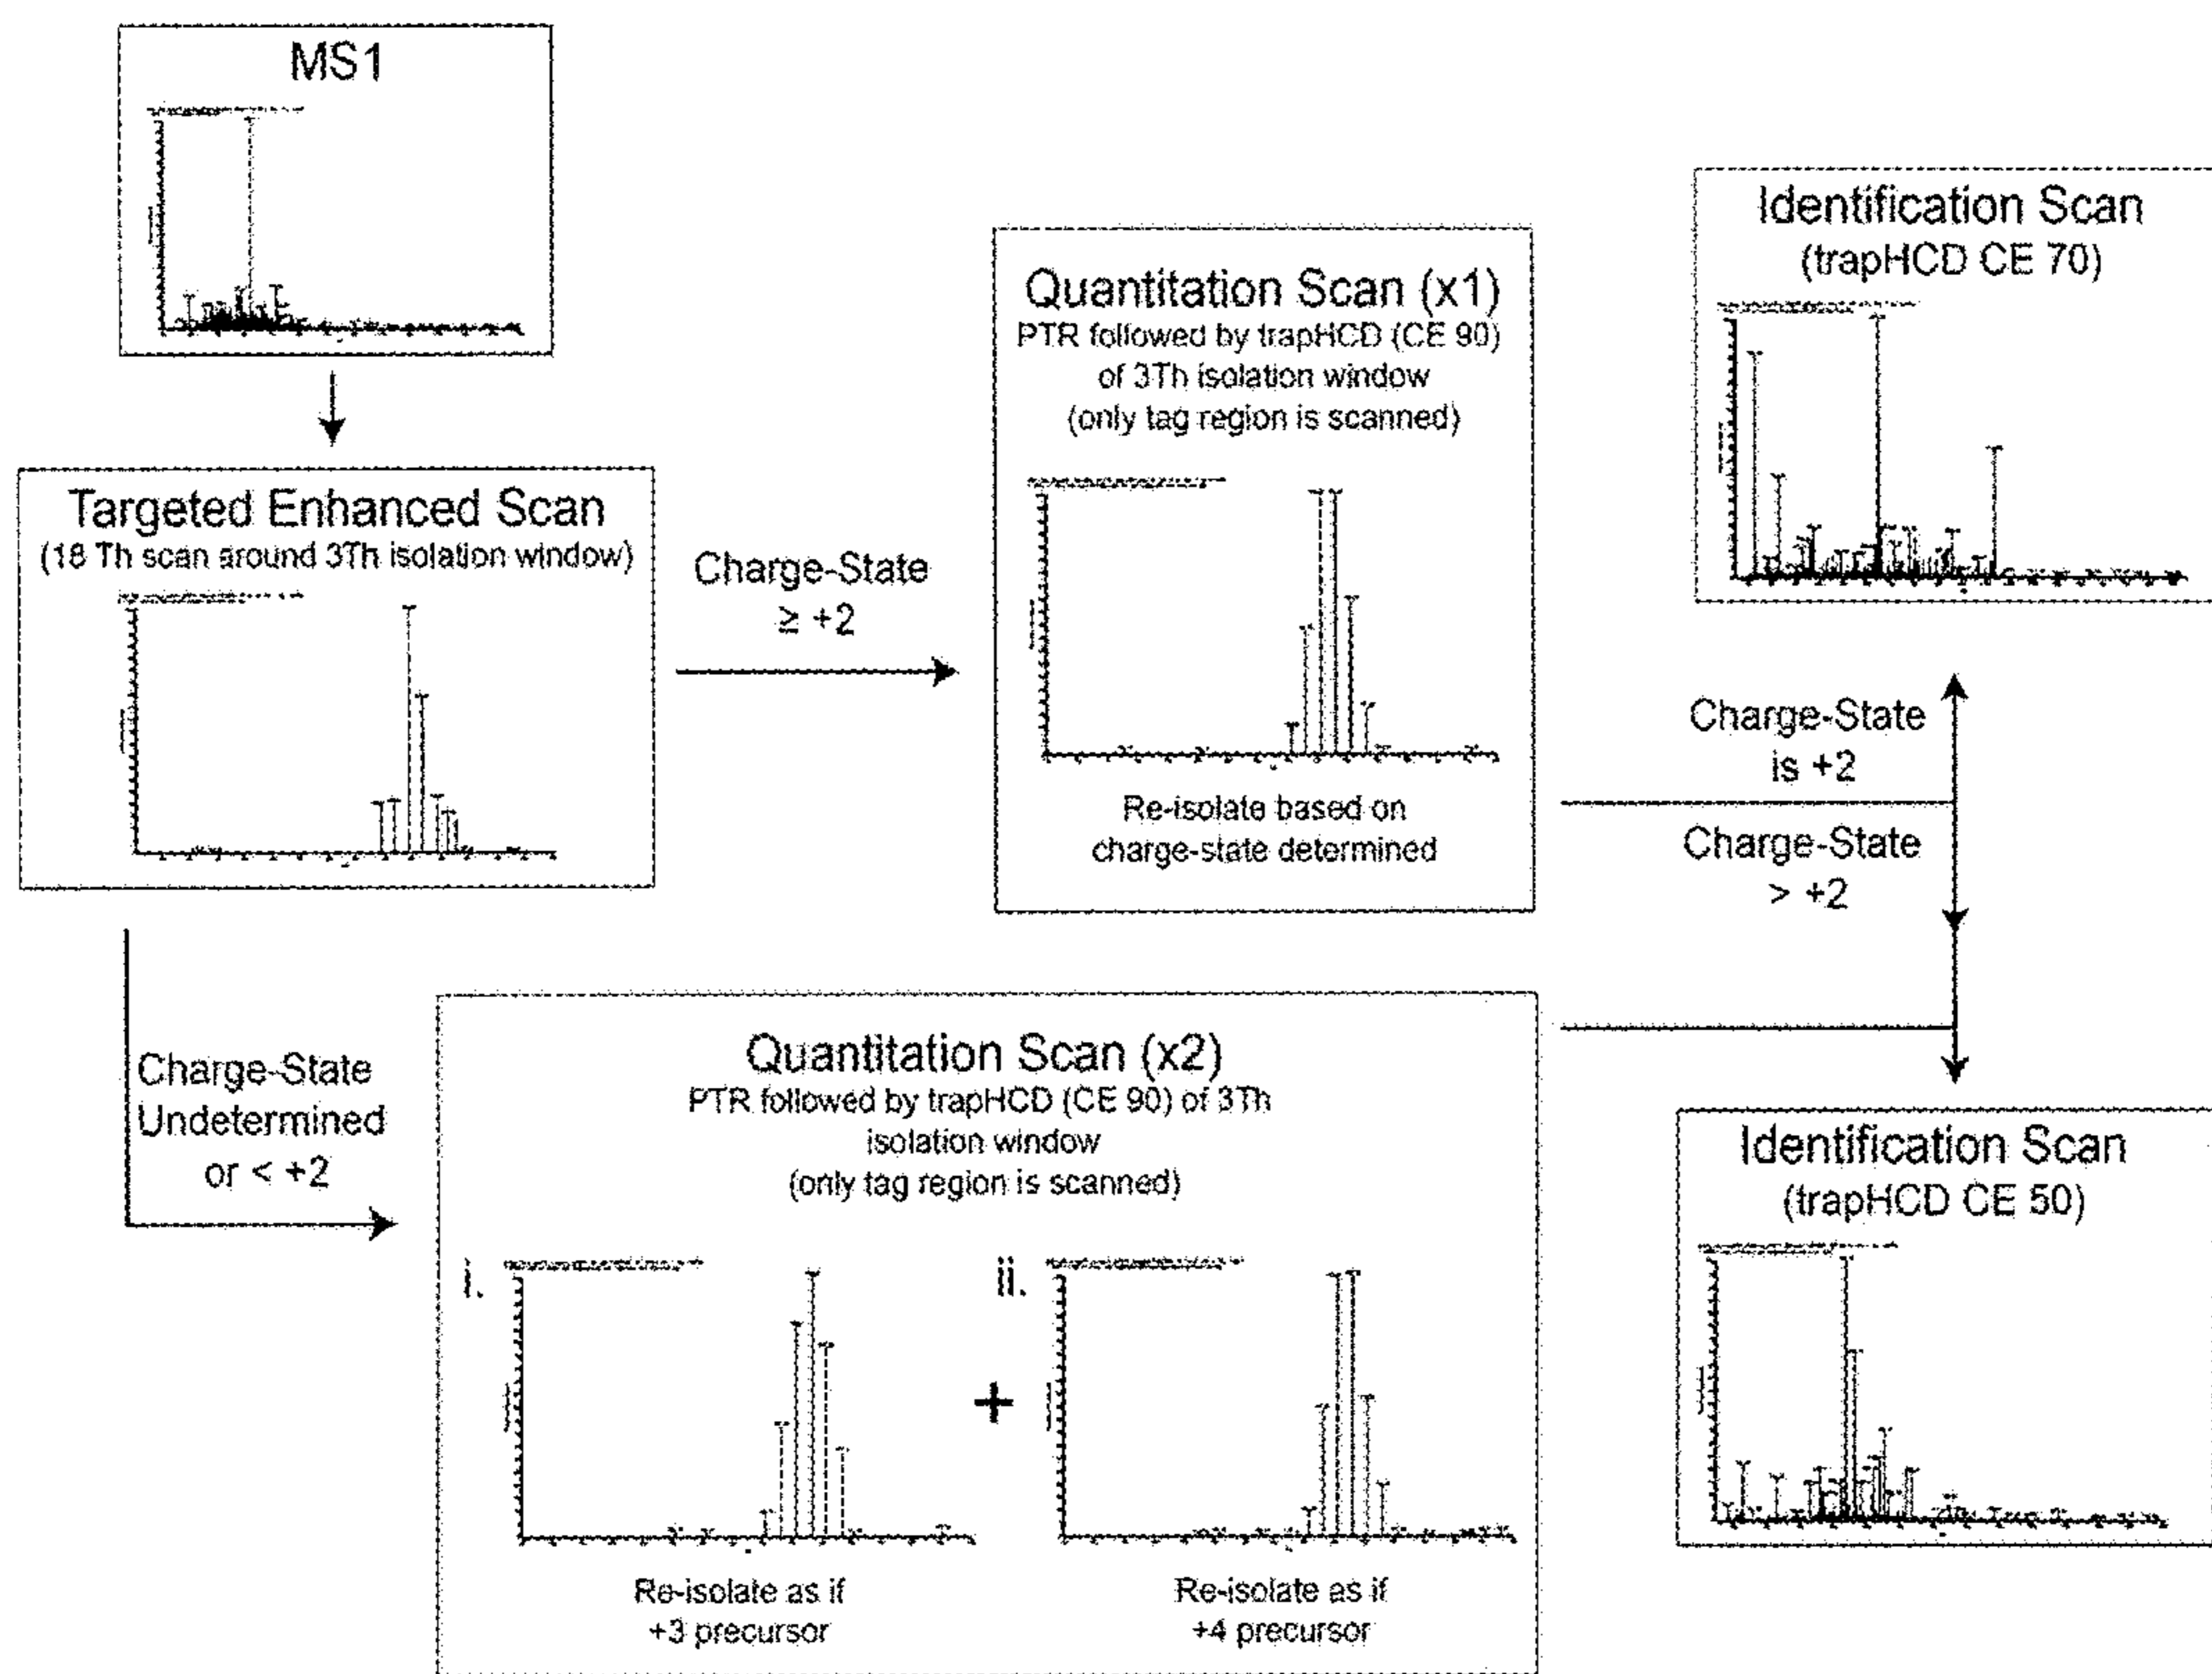 MS1
Targeted Enhanced Scan
(18 Th scan around 3Th isolation window)
Charge-State
≥ +2
Quantitation Scan (x1)
PTR followed by trapHCD (CE 90)
of 3Th isolation window
(only tag region is scanned)
Re-isolate based on
charge-state determined
Identification Scan
(trapHCD CE 70)
Charge-State
is +2
Charge-State
> +2
Charge-State
Undetermined
or < +2
Quantitation Scan (x2)
PTR followed by trapHCD (CE 90) of 3Th
isolation window
(only tag region is scanned)
i.
ii.
+
Re-isolate as if
+3 precursor
Re-isolate as if
+4 precursor
Identification Scan
(trapHCD CE 50)